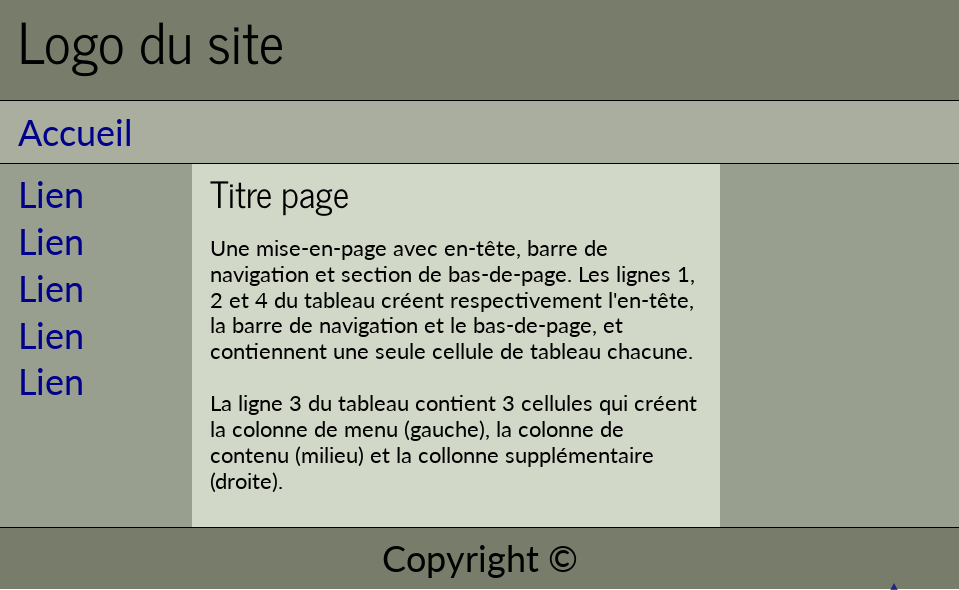 Logo du site
Accueil
Lien
Lien
Lien
Lien
Lien
Titre page
Une mise-en-page avec en-tête, barre de
navigation et section de bas-de-page. Les lignes 1,
2 et 4 du tableau créent respectivement l'en-tête,
la barre de navigation et le bas-de-page, et
contiennent une seule cellule de tableau chacune.
La ligne 3 du tableau contient 3 cellules qui créent
la colonne de menu (gauche), la colonne de
contenu (milieu) et la collonne supplémentaire
(droite).
Copyright ©